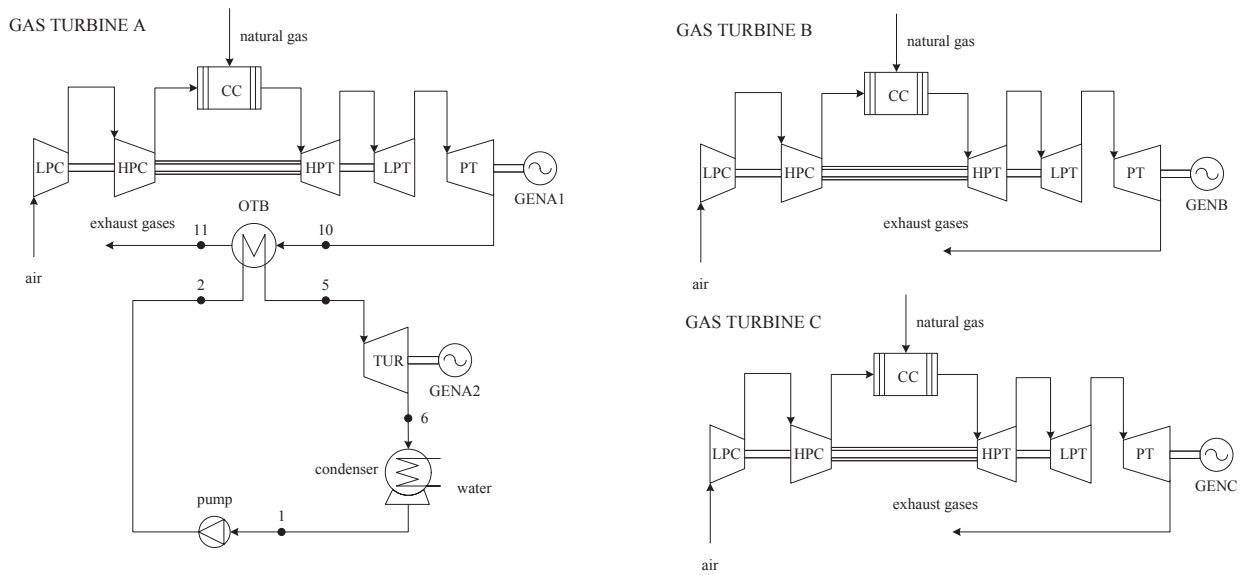 GAS TURBINE A
natural gas
CC
LPC
HPC
HPT
LPT
PT
GENA1
OTB
exhaust gases
11
10
air
2
5
TUR
GENA2
6
condenser
water
pump
1
GAS TURBINE B
natural gas
CC
LPC
HPC
HPT
LPT
PT
GENB
exhaust gases
air
GAS TURBINE C
natural gas
CC
LPC
HPC
HPT
LPT
PT
GENC
exhaust gases
air